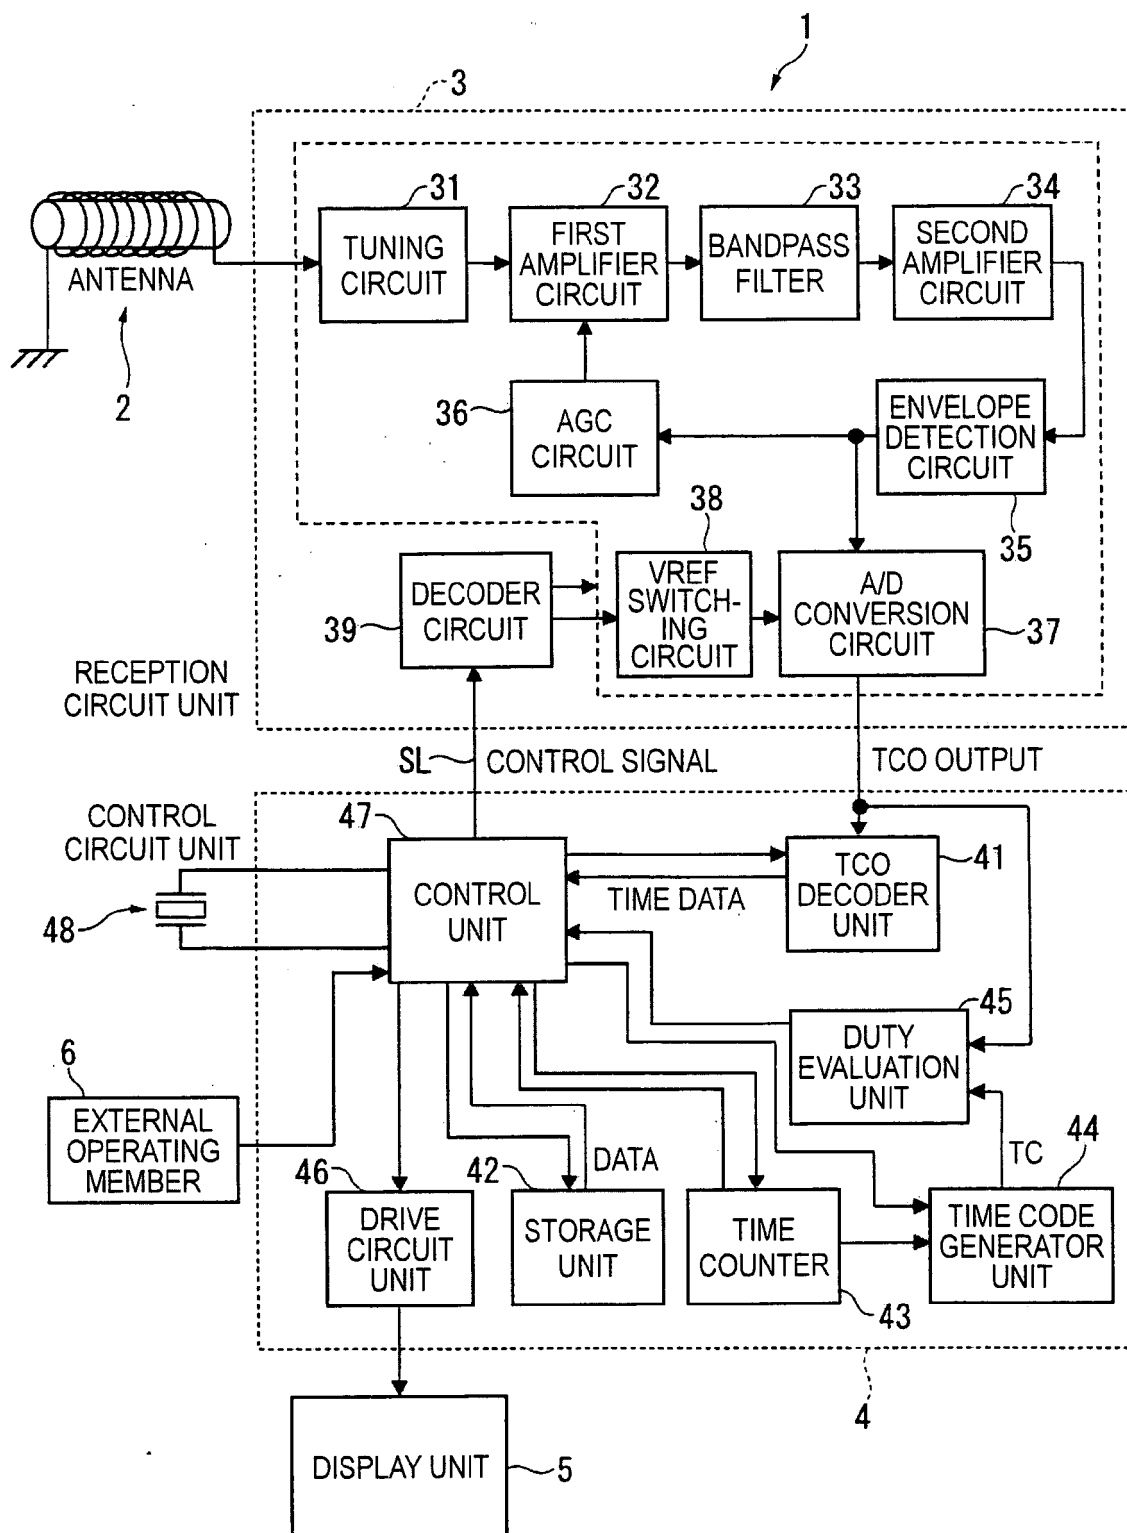 1
3
31
32
33
34
TUNING
CIRCUIT
FIRST
AMPLIFIER
CIRCUIT
BANDPASS
FILTER
SECOND
AMPLIFIER
CIRCUIT
ANTENNA
2
36
AGC
CIRCUIT
ENVELOPE
DETECTION
CIRCUIT
35
38
39
DECODER
CIRCUIT
VREF
SWITCH-
ING
CIRCUIT
A/D
CONVERSION
CIRCUIT
37
RECEPTION
CIRCUIT UNIT
SL
CONTROL SIGNAL
TCO OUTPUT
CONTROL
CIRCUIT UNIT
47
CONTROL
UNIT
48
TIME DATA
TCO
DECODER
UNIT
41
45
DUTY
EVALUATION
UNIT
6
EXTERNAL
OPERATING
MEMBER
46
DRIVE
CIRCUIT
UNIT
42
DATA
STORAGE
UNIT
TIME
COUNTER
43
TC
44
TIME CODE
GENERATOR
UNIT
4
DISPLAY UNIT
5